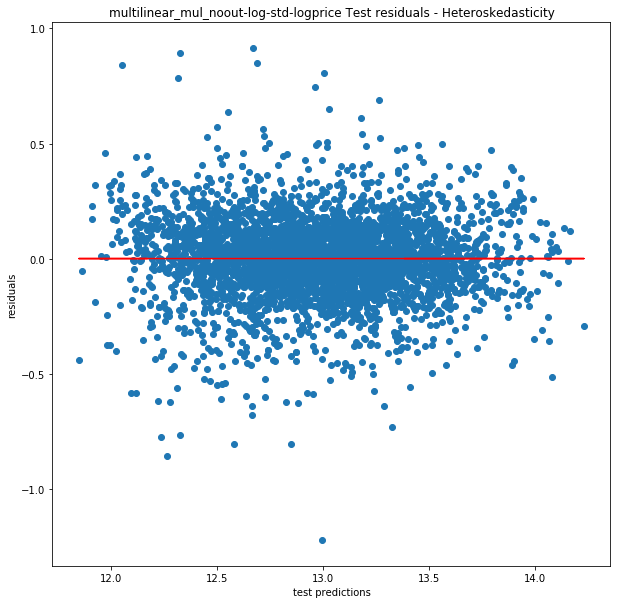 multilinear_mul_noout-log-std-logprice Test residuals - Heteroskedasticity
1.0
0.5
0.0
−0.5
−1.0
residuals
12.0 12.5 13.0 13.5 14.0
test predictions